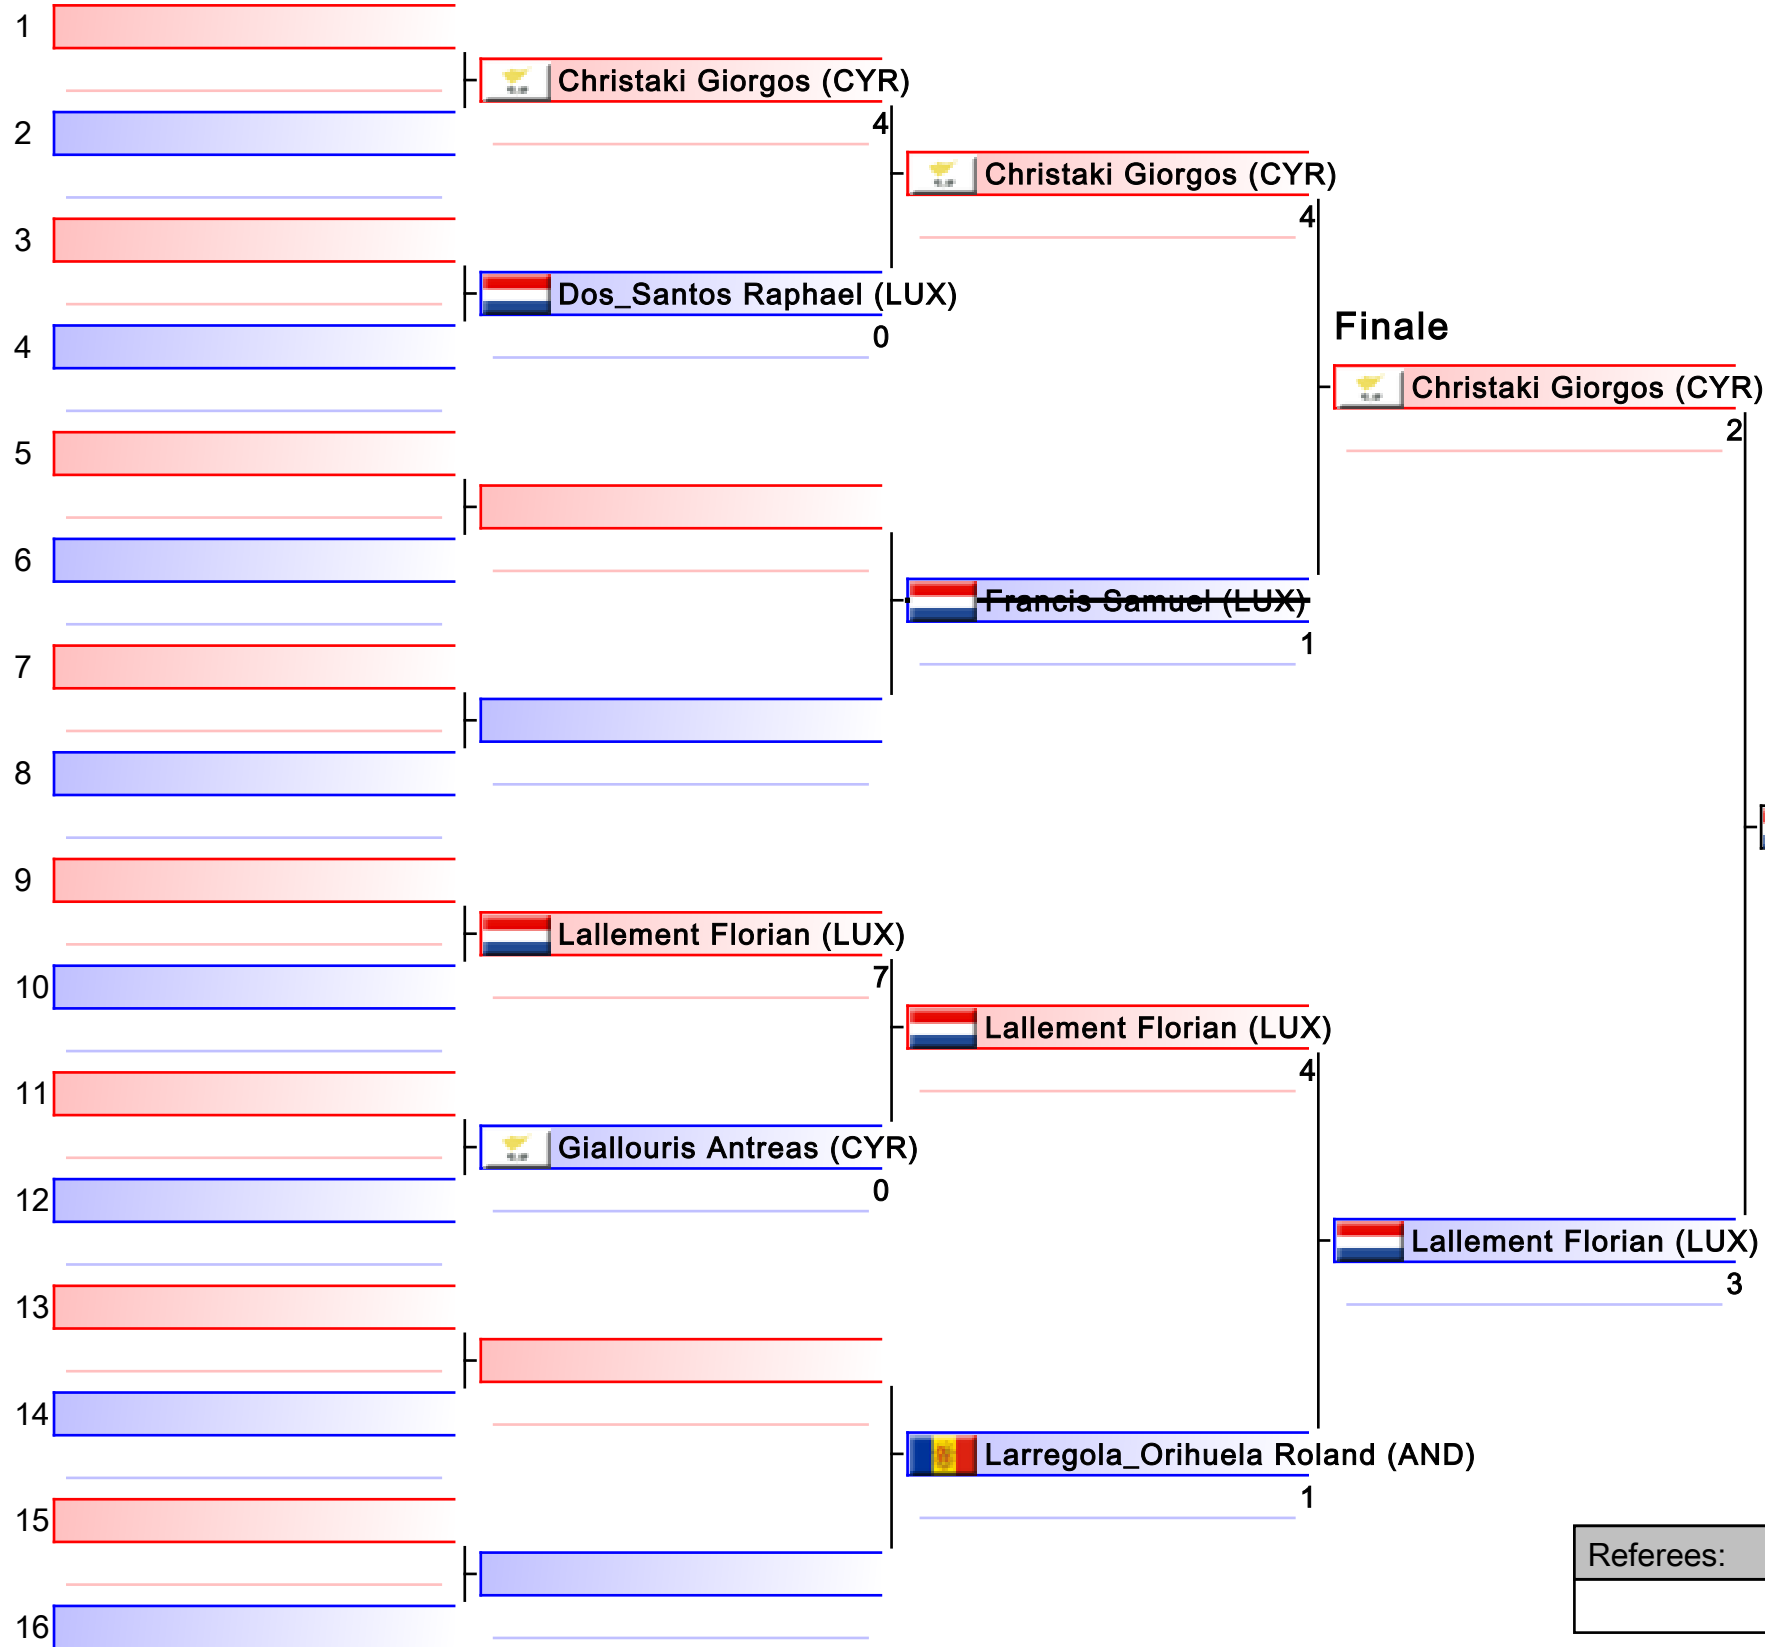 1
Christaki Giorgos (CYR)
4
2
Christaki Giorgos (CYR)
4
3
Dos_Santos Raphael (LUX)
0
4
Finale
Christaki Giorgos (CYR)
2
5
6
Francis Samuel (LUX)
1
7
8
9
Lallement Florian (LUX)
7
10
Lallement Florian (LUX)
4
11
Giallouris Antreas (CYR)
0
12
Lallement Florian (LUX)
3
13
14
Larregola_Orihuela Roland (AND)
1
15
Referees:
16